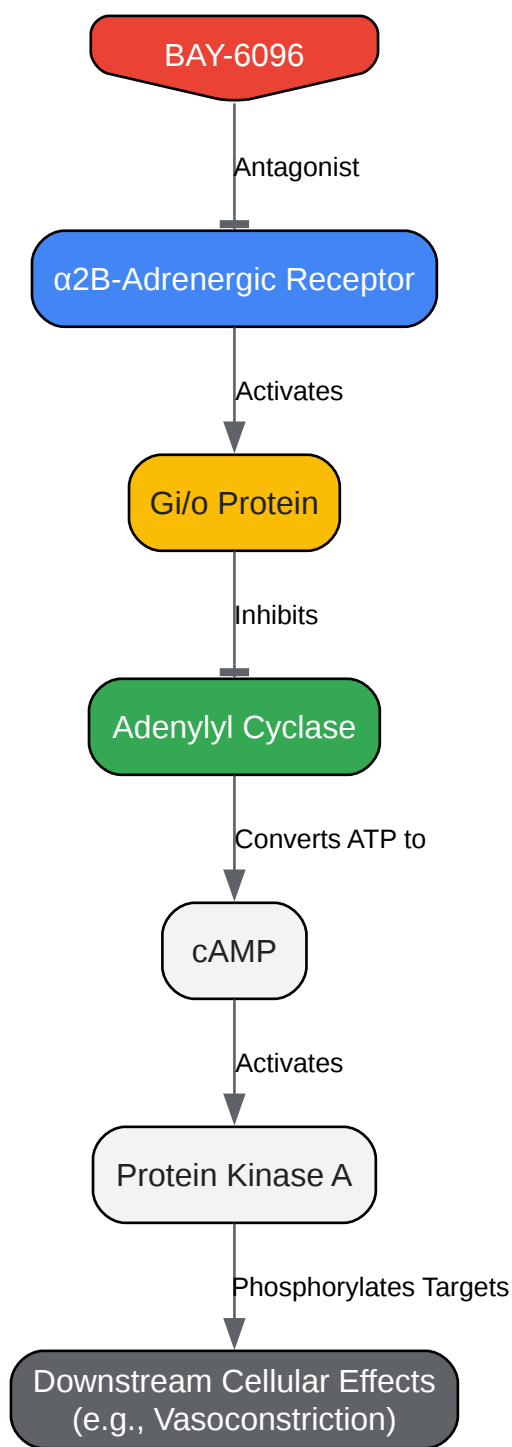 BAY-6096
Antagonist
α2B-Adrenergic Receptor
Activates
Gi/o Protein
Inhibits
Adenylyl Cyclase
Converts ATP to
cAMP
Activates
Protein Kinase A
Phosphorylates Targets
Downstream Cellular Effects
(e.g., Vasoconstriction)